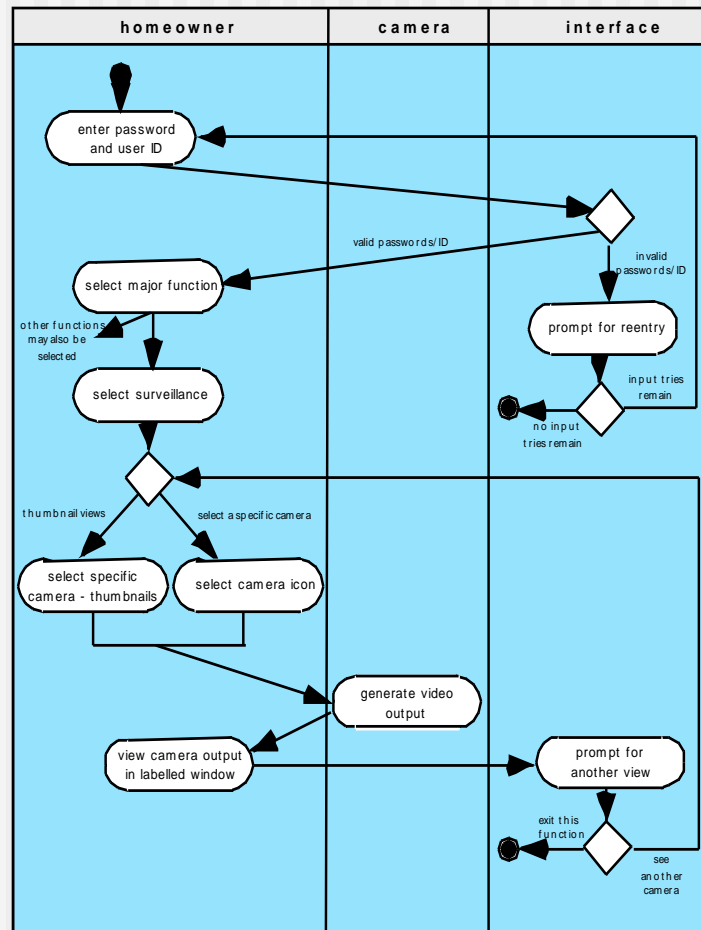 homeowner
camera
interface
enter password
and user ID
valid passwords/ID
invalid
passwords/ID
select major function
prompt for reentry
other functions
may also be
selected
input tries
remain
select surveillance
no input
tries remain
thumbnail views
select a specific camera
select specific
camera - thumbnails
select camera icon
generate video
output
view camera output
in labelled window
prompt for
another view
exit this
function
see
another
camera